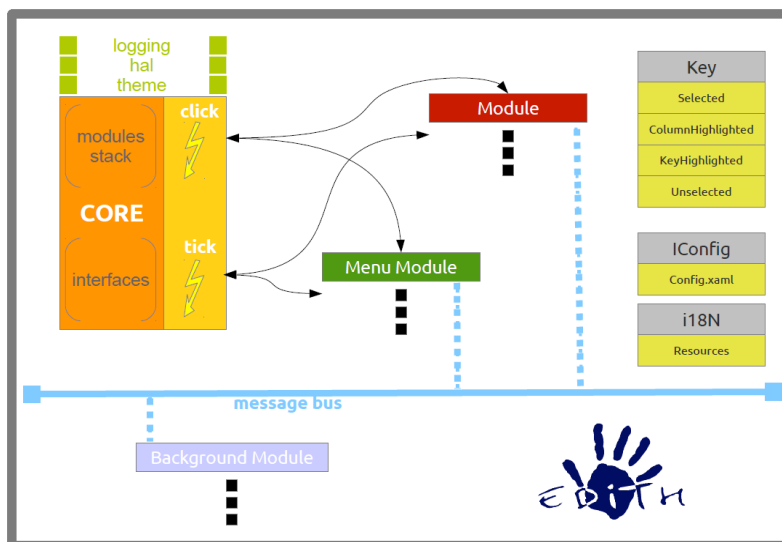 logging
hal
theme
click
modules
stack
CORE
tick
interfaces
Module
Menu Module
message bus
Background Module
Key
Selected
ColumnHighlighted
KeyHighlighted
Unselected
IConfig
Config.xaml
i18N
Resources
EDiTH